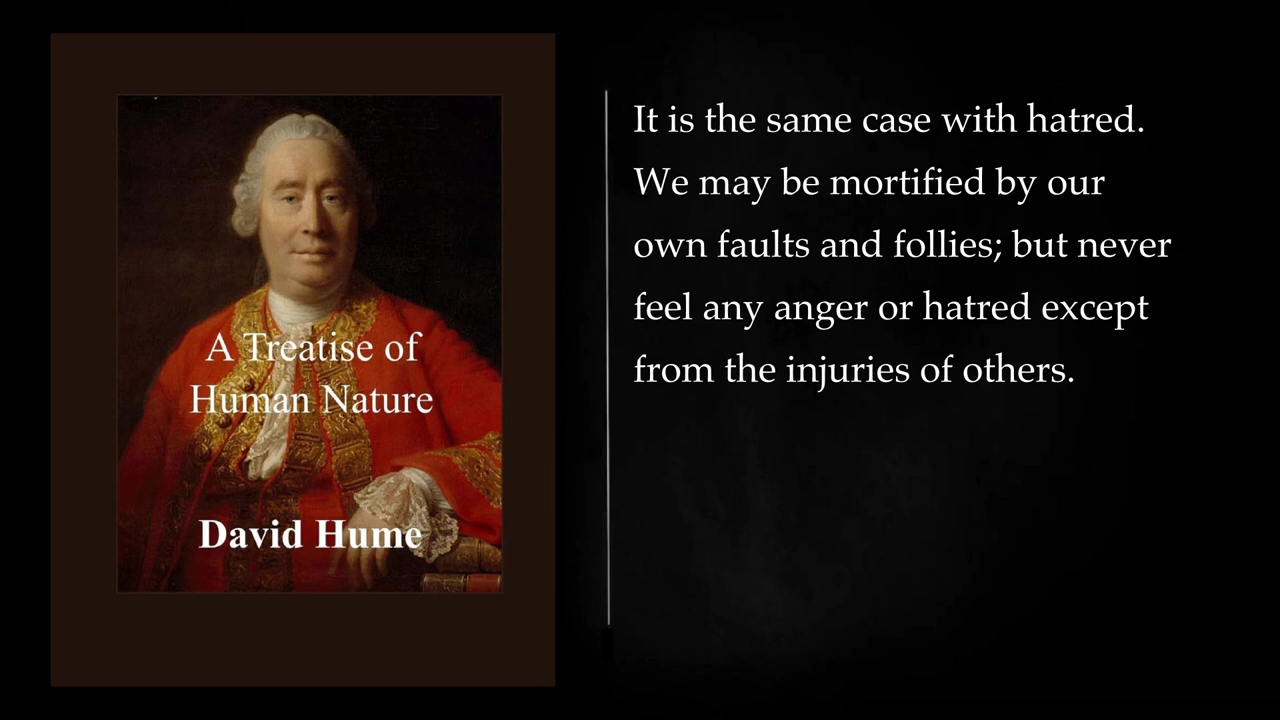 A Treatise of
Human Nature
David Hume
It is the same case with hatred.
We may be mortified by our
own faults and follies; but never
feel any anger or hatred except
from the injuries of others.